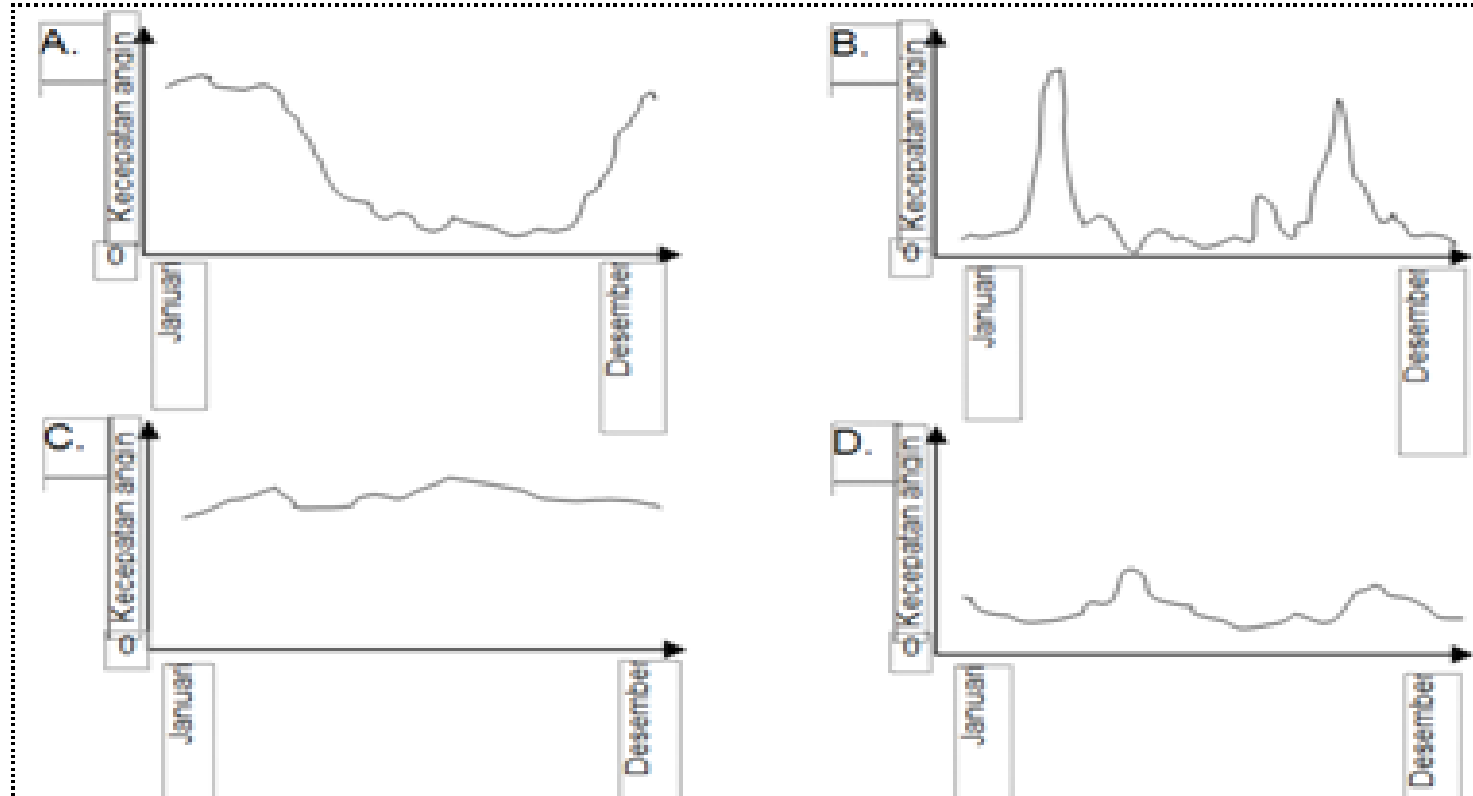 A.
Kecepatan angin
0
Januari
Desember
B.
Kecepatan angin
0
Januari
Desember
C.
Kecepatan angin
0
Januari
Desember
D.
Kecepatan angin
0
Januari
Desember